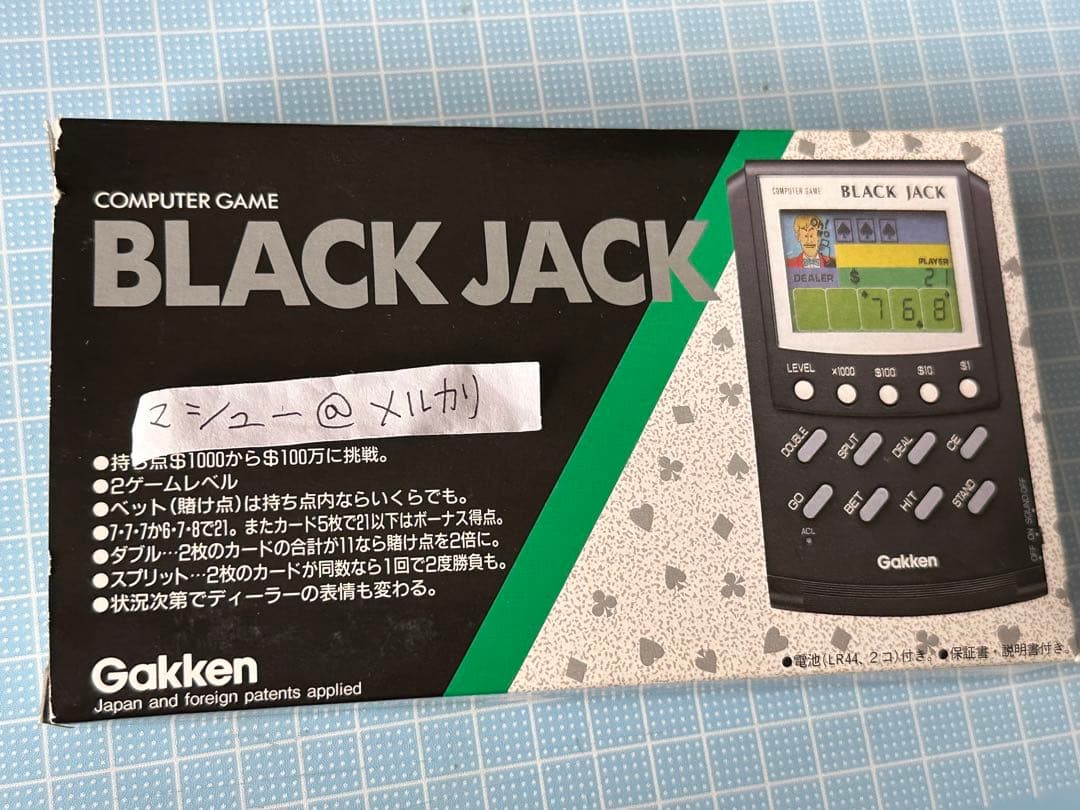 COMPUTER GAME
BLACK JACK
マシュー@メルカリ
●持ち点$1000から$100万に挑戦。
●2ゲームレベル
●ベット(賭け点)は持ち点内ならいくらでも。
●7・7・7か6・7・8で21。またカード5枚で21以下はボーナス得点。
●ダブル…2枚のカードの合計が11なら賭け点を2倍に。
●スプリット…2枚のカードが同数なら1回で2度勝負も。
●状況次第でディーラーの表情も変わる。
Gakken
Japan and foreign patents applied
COMPUTER GAME BLACK JACK
Oh! NO
PLAYER
DEALER $ 21
7 6 8
LEVEL ×1000 $100 $10 $1
DOUBLE SPLIT DEAL CE
GO BET HIT STAND
ACL
OFF ON SOUND OFF
Gakken
●電池(LR44、2コ)付き。●保証書・説明書付き。